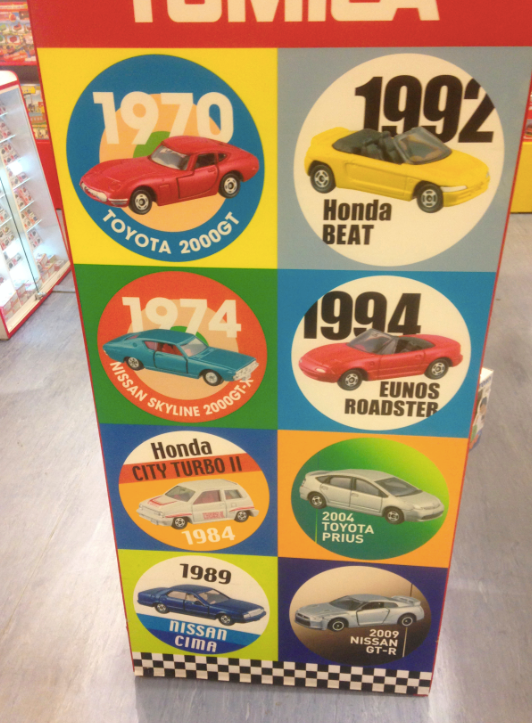 TOMICA
1970
TOYOTA 2000GT
1992
Honda
BEAT
1974
NISSAN SKYLINE 2000GT-X
1994
EUNOS
ROADSTER
Honda
CITY TURBO II
1984
2004
TOYOTA
PRIUS
1989
NISSAN
CIMA
2009
NISSAN
GT-R